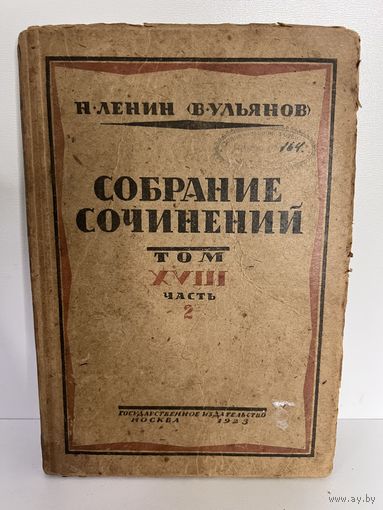 Н·ЛЕНИН (В·УЛЬЯНОВ)
164.
СОБРАНИЕ
СОЧИНЕНИЙ
ТОМ
XVIII
ЧАСТЬ
2
ГОСУДАРСТВЕННОЕ ИЗДАТЕЛЬСТВО
МОСКВА 1923
www.ay.by